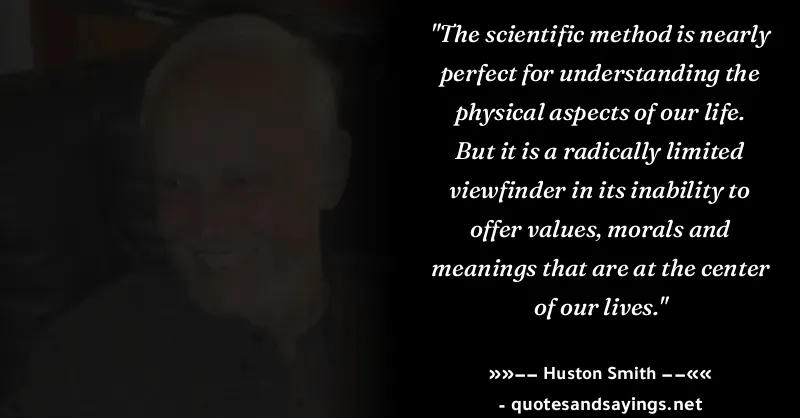 "The scientific method is nearly
perfect for understanding the
physical aspects of our life.
But it is a radically limited
viewfinder in its inability to
offer values, morals and
meanings that are at the center
of our lives."
»»–– Huston Smith ––««
- quotesandsayings.net